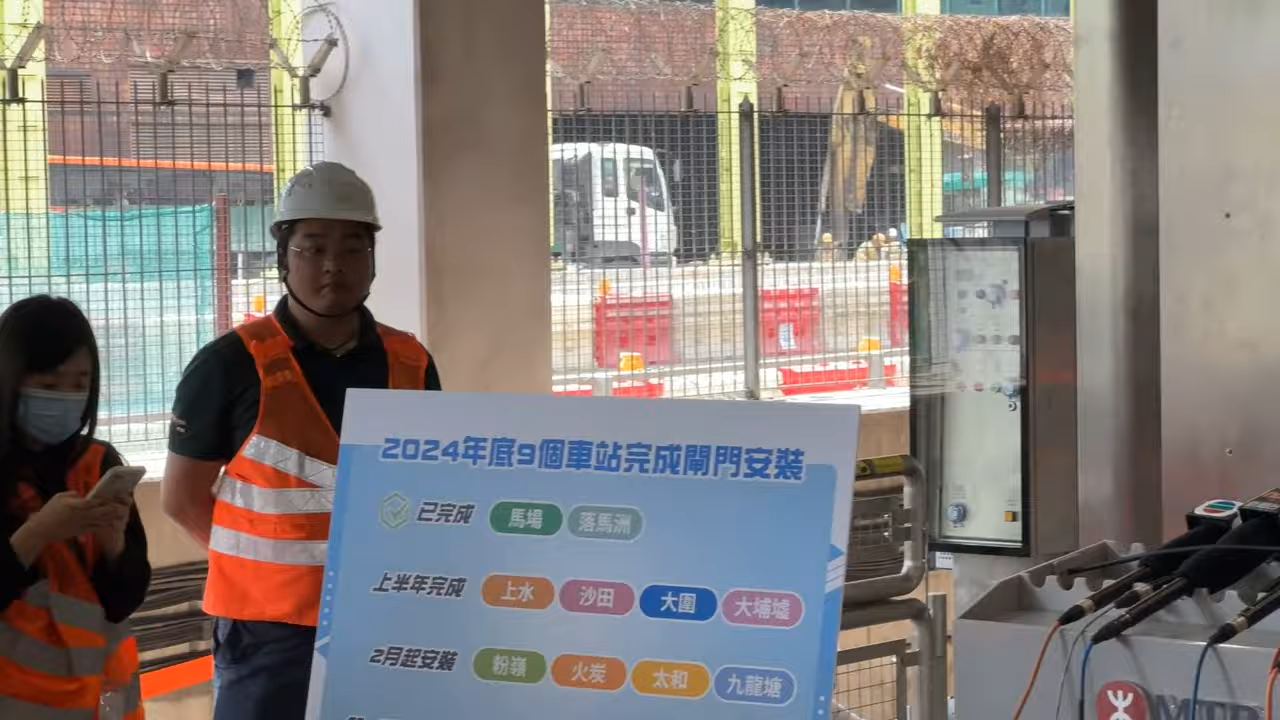 2024年底9個車站完成閘門安裝
已完成 馬場 落馬洲
上半年完成 上水 沙田 大圍 大埔墟
2月起安裝 粉嶺 火炭 太和 九龍塘
MTR